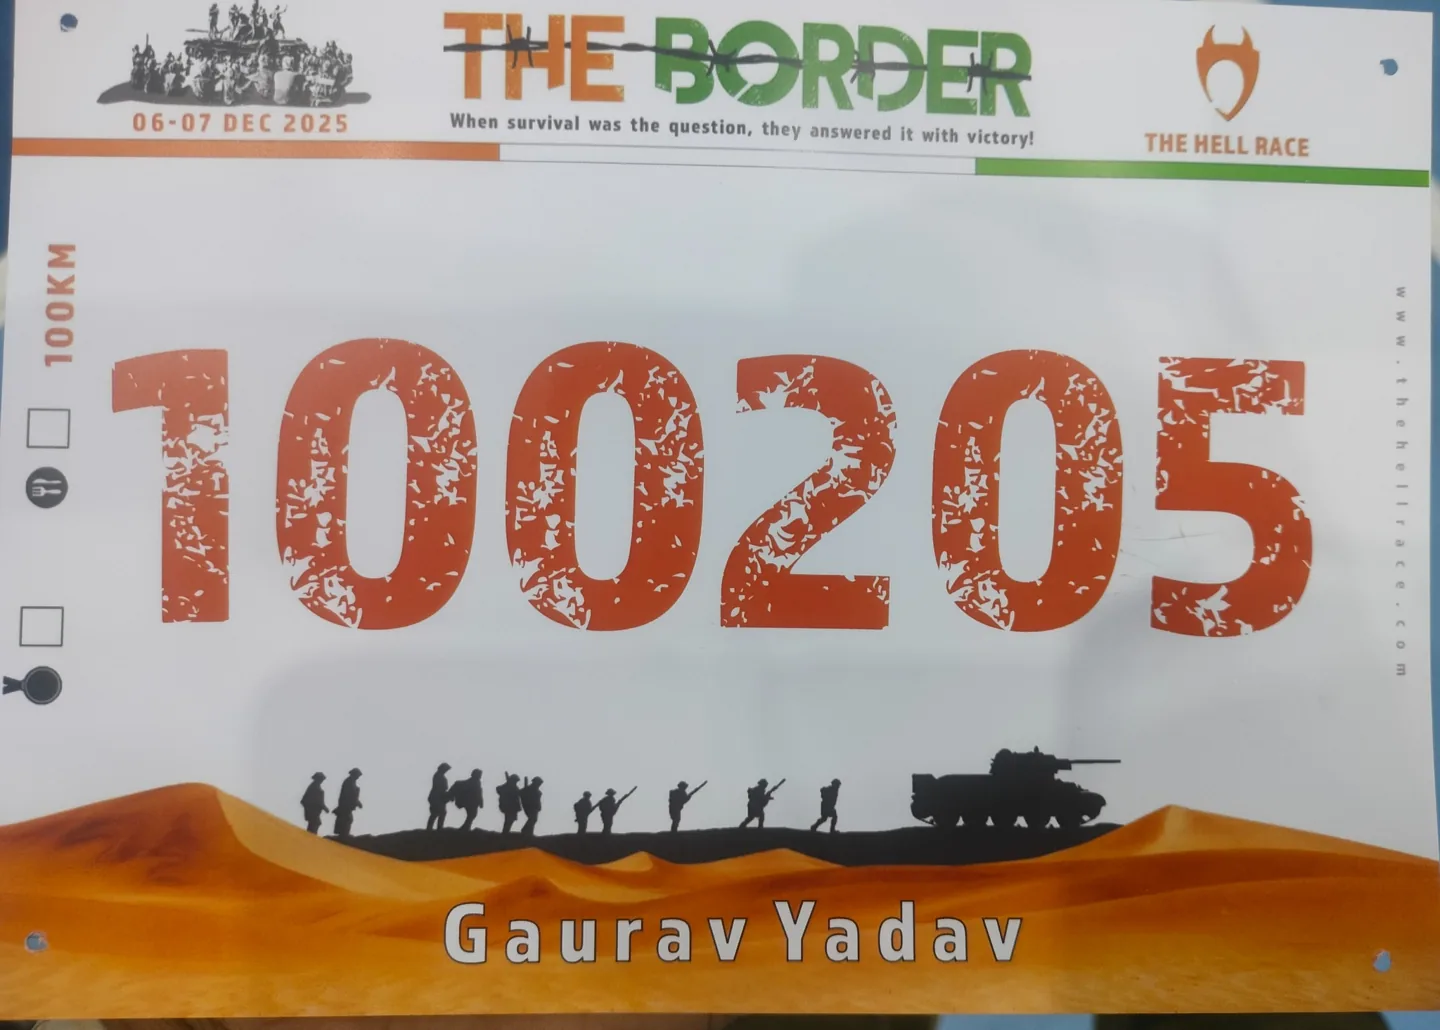 THE BORDER
When survival was the question, they answered it with victory!
06-07 DEC 2025
THE HELL RACE
100KM
100205
www.thehellrace.com
Gaurav Yadav